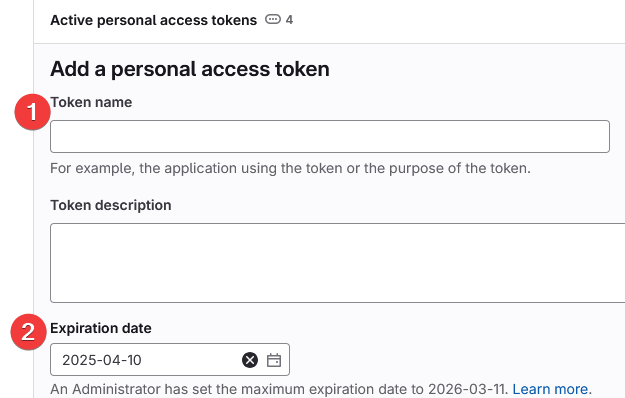 Active personal access tokens 4
Add a personal access token
1 Token name
For example, the application using the token or the purpose of the token.
Token description
2 Expiration date
2025-04-10
An Administrator has set the maximum expiration date to 2026-03-11. Learn more.